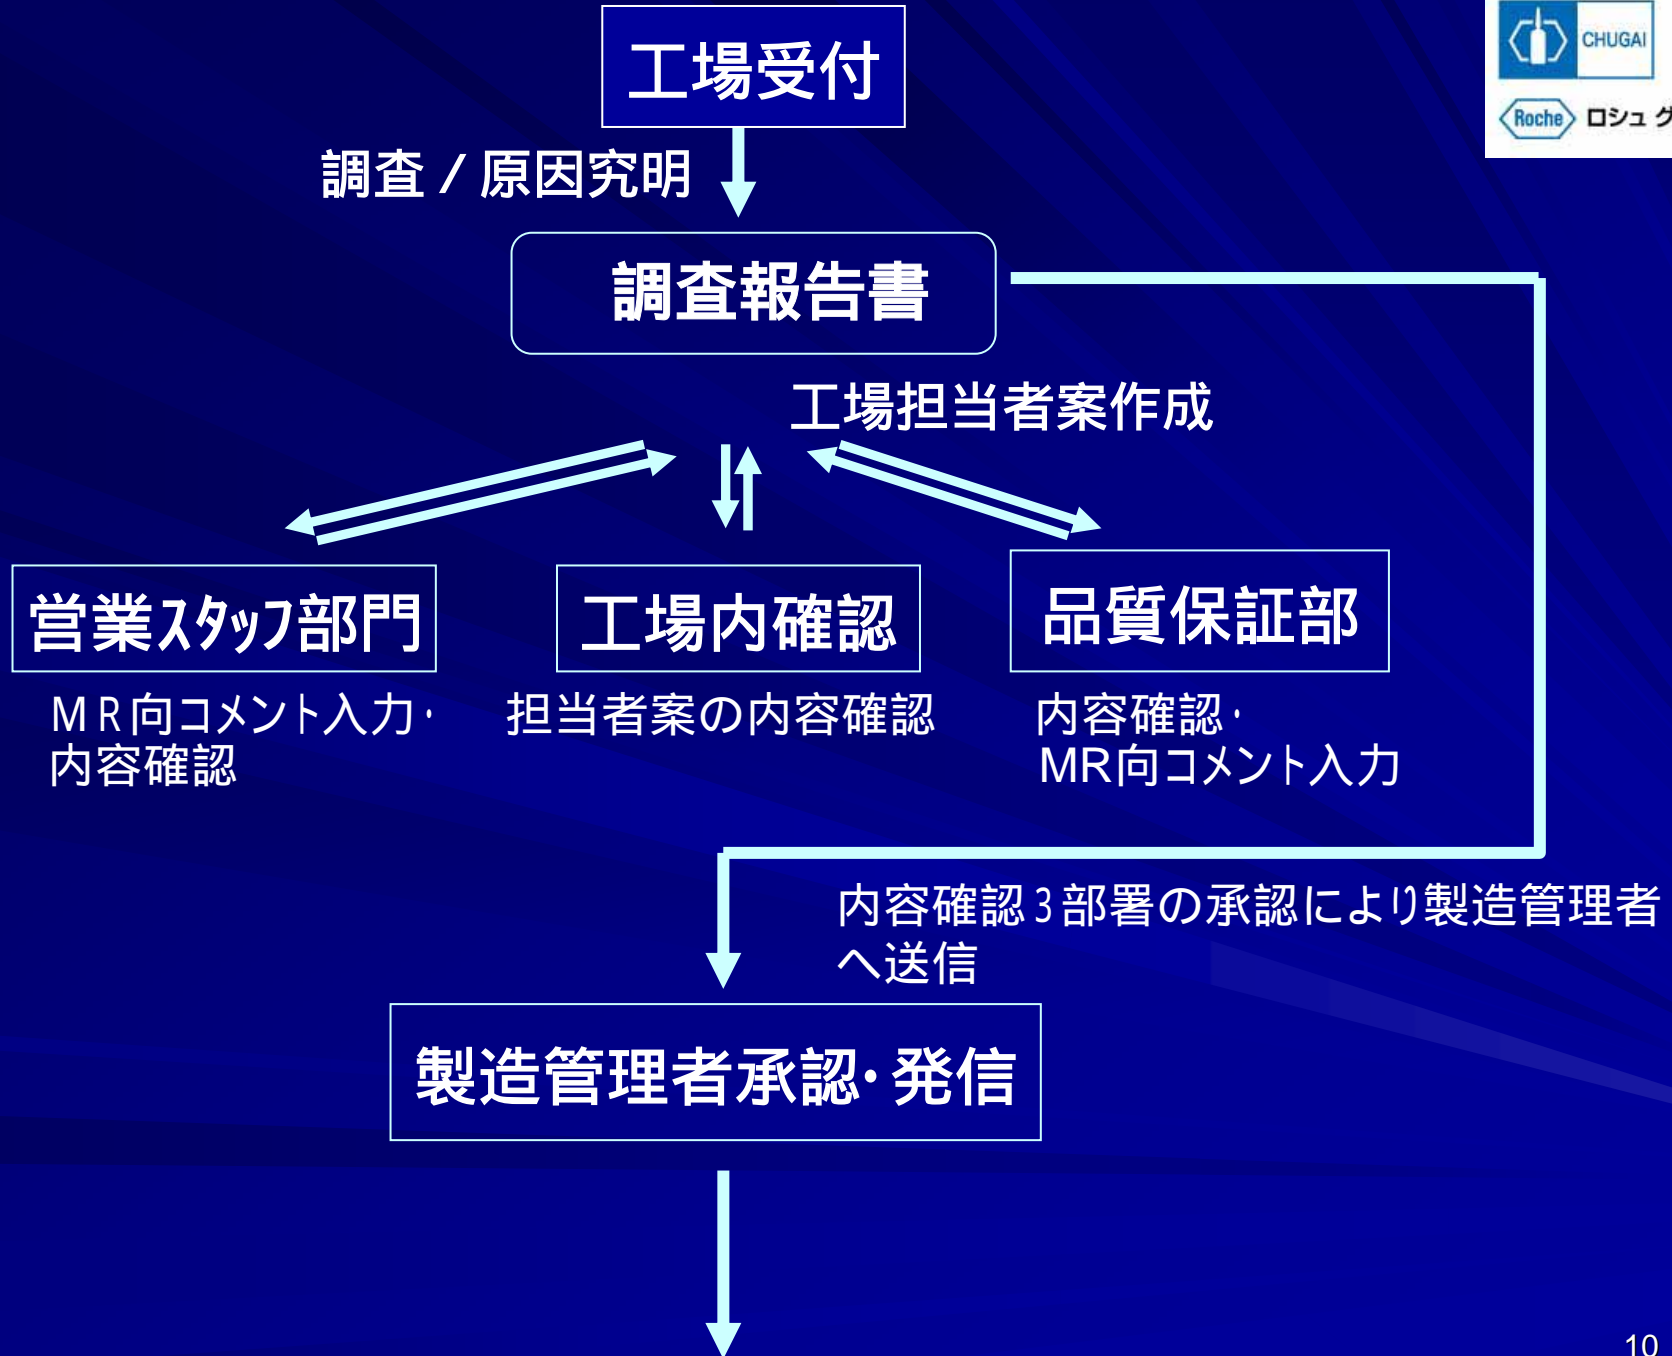 工場受付
CHUGAI
Roche ロシュ グ
調査/原因究明
調査報告書
工場担当者案作成
営業スタッフ部門
工場内確認
品質保証部
MR向コメント入力・
内容確認
担当者案の内容確認
内容確認・
MR向コメント入力
内容確認3部署の承認により製造管理者
へ送信
製造管理者承認・発信
10